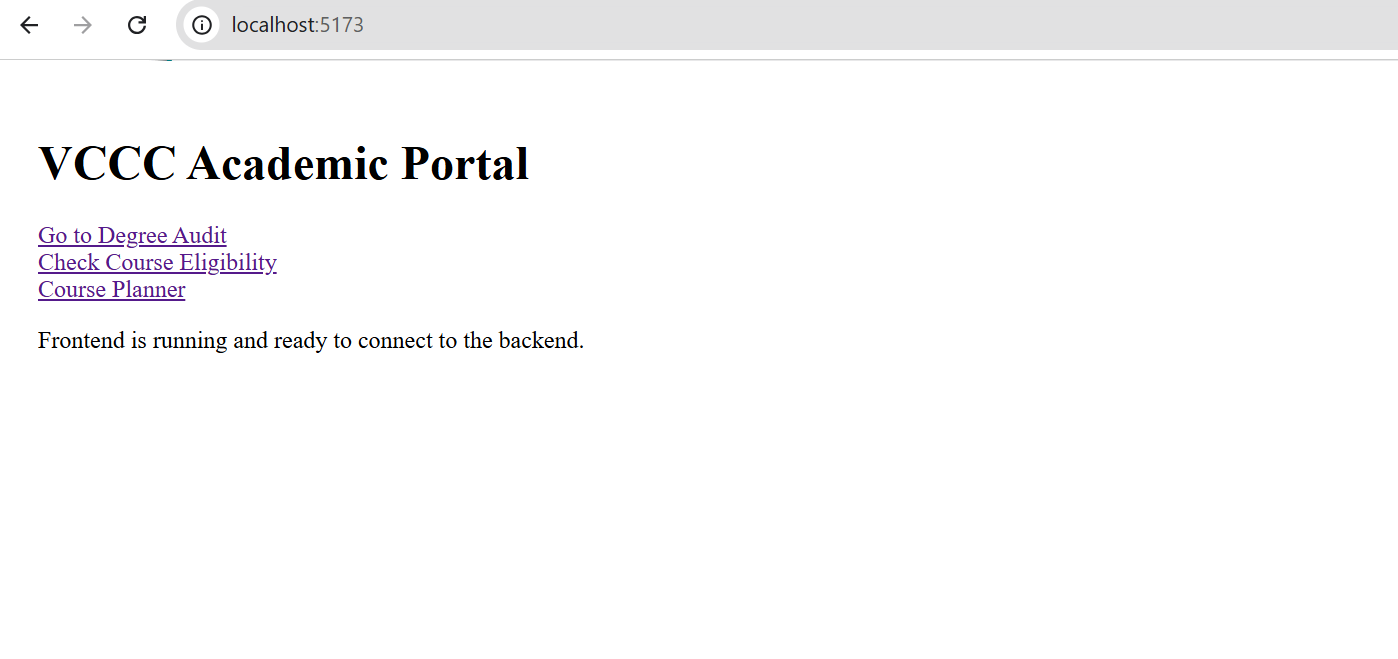 localhost:5173
VCCC Academic Portal
Go to Degree Audit
Check Course Eligibility
Course Planner
Frontend is running and ready to connect to the backend.